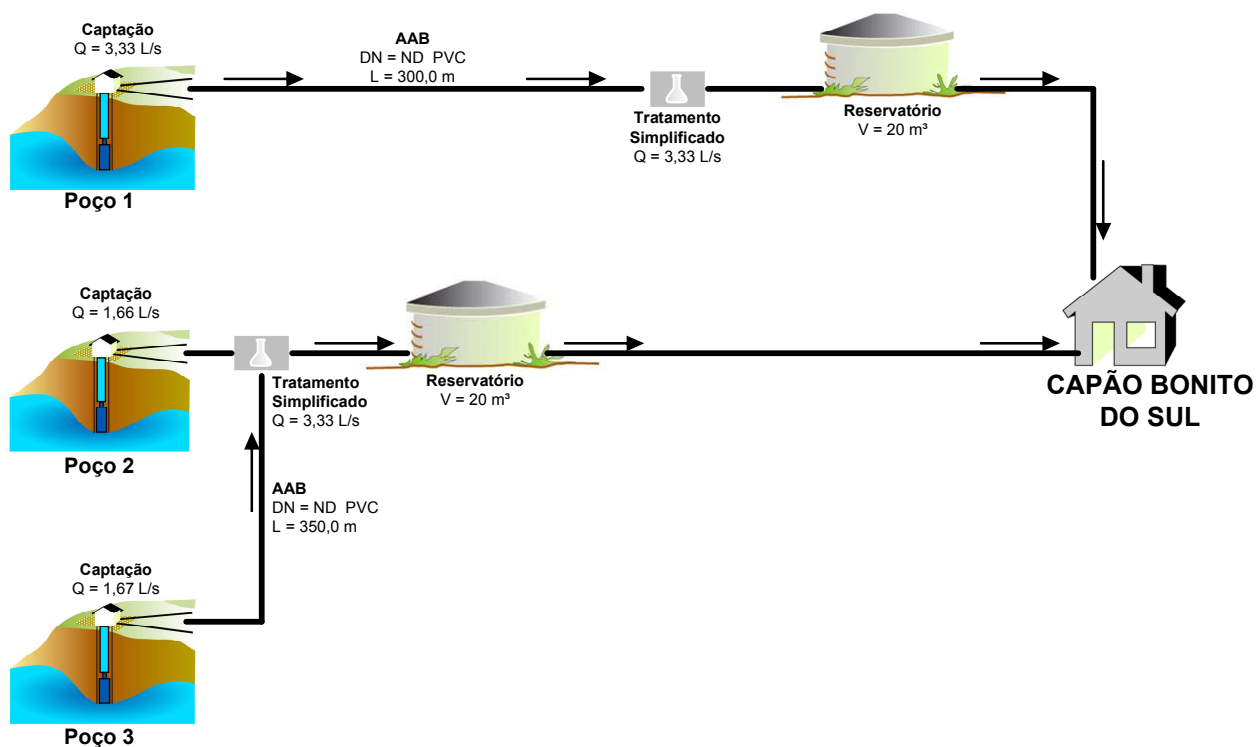 Captação
Q = 3,33 L/s
Poço 1
AAB
DN = ND PVC
L = 300,0 m
Tratamento
Simplificado
Q = 3,33 L/s
Reservatório
V = 20 m³
Captação
Q = 1,66 L/s
Poço 2
Tratamento
Simplificado
Q = 3,33 L/s
Reservatório
V = 20 m³
CAPÃO BONITO
DO SUL
AAB
DN = ND PVC
L = 350,0 m
Captação
Q = 1,67 L/s
Poço 3